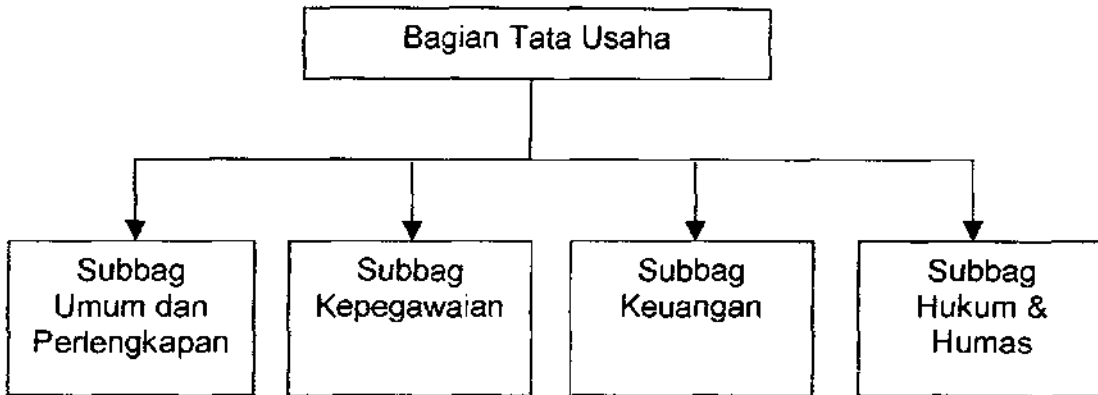 Bagian Tata Usaha
Subbag
Umum dan
Perlengkapan
Subbag
Kepegawaian
Subbag
Keuangan
Subbag
Hukum &
Humas